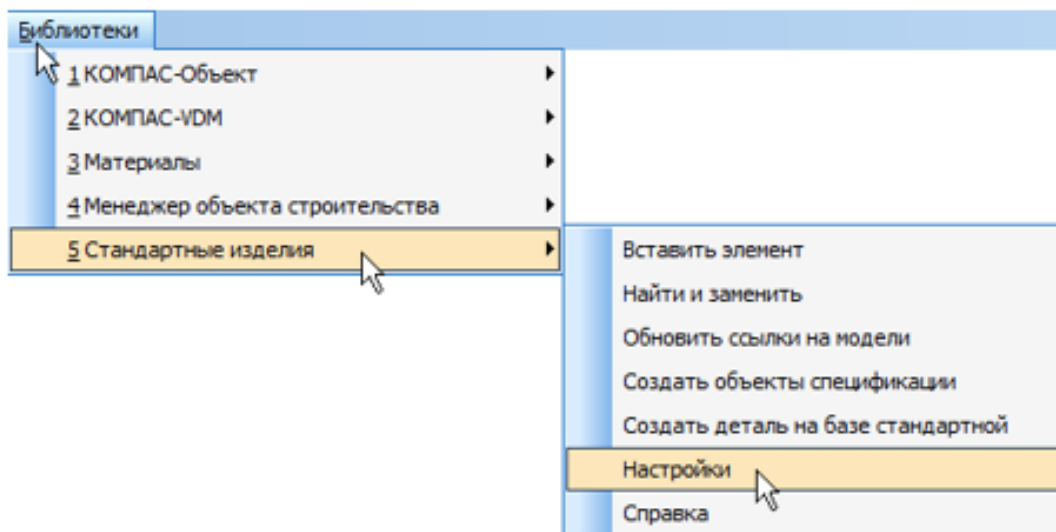 Библиотеки
1 КОМПАС-Объект
2 КОМПАС-VDM
3 Материалы
4 Менеджер объекта строительства
5 Стандартные изделия
Вставить элемент
Найти и заменить
Обновить ссылки на модели
Создать объекты спецификации
Создать деталь на базе стандартной
Настройки
Справка